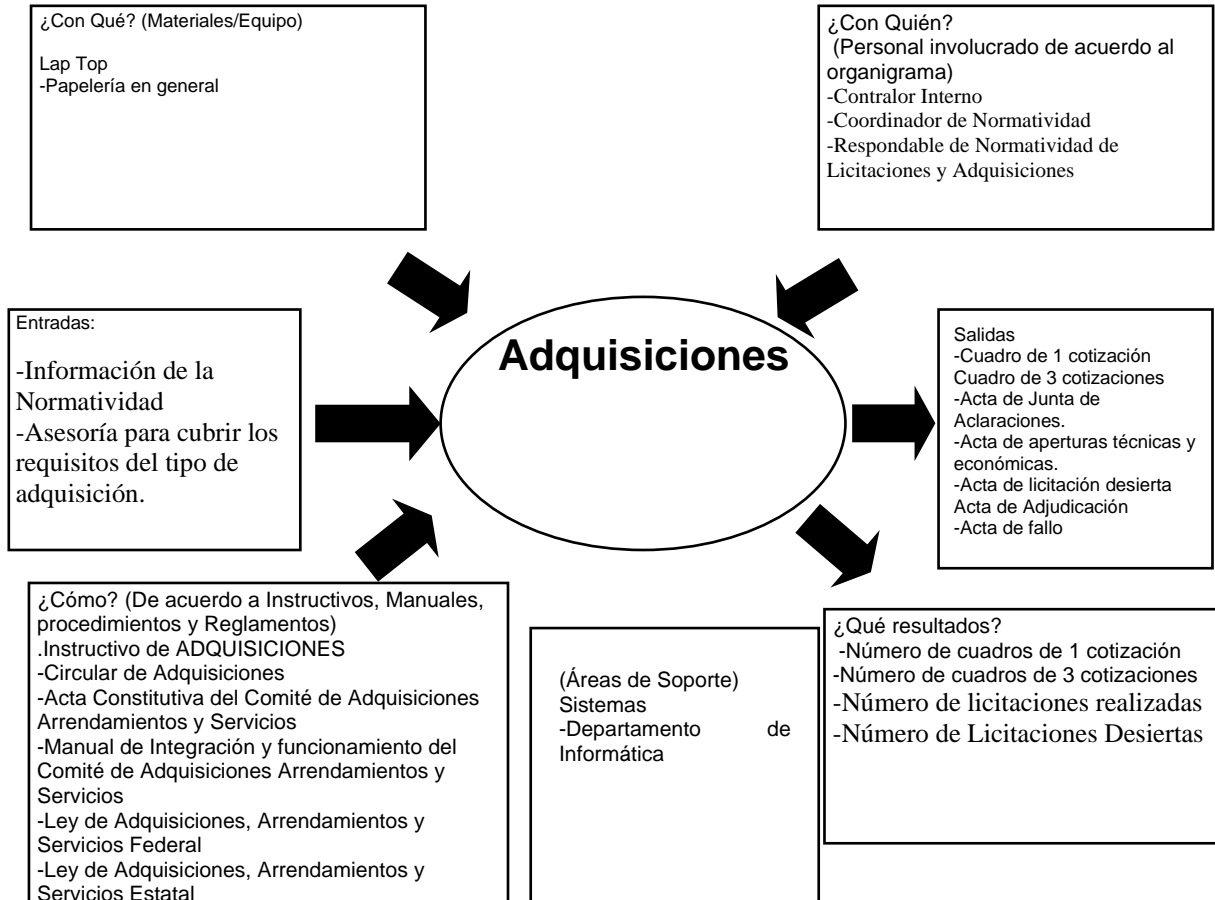 ¿Con Qué? (Materiales/Equipo)
Lap Top
-Papelería en general
¿Con Quién?
(Personal involucrado de acuerdo al
organigrama)
-Contralor Interno
-Coordinador de Normatividad
-Respondable de Normatividad de
Licitaciones y Adquisiciones
Entradas:
-Información de la
Normatividad
-Asesoría para cubrir los
requisitos del tipo de
adquisición.
Adquisiciones
Salidas
-Cuadro de 1 cotización
Cuadro de 3 cotizaciones
-Acta de Junta de
Aclaraciones.
-Acta de aperturas técnicas y
económicas.
-Acta de licitación desierta
Acta de Adjudicación
-Acta de fallo
¿Cómo? (De acuerdo a Instructivos, Manuales,
procedimientos y Reglamentos)
.Instructivo de ADQUISICIONES
-Circular de Adquisiciones
-Acta Constitutiva del Comité de Adquisiciones
Arrendamientos y Servicios
-Manual de Integración y funcionamiento del
Comité de Adquisiciones Arrendamientos y
Servicios
-Ley de Adquisiciones, Arrendamientos y
Servicios Federal
-Ley de Adquisiciones, Arrendamientos y
Servicios Estatal
(Áreas de Soporte)
Sistemas
-Departamento de
Informática
¿Qué resultados?
-Número de cuadros de 1 cotización
-Número de cuadros de 3 cotizaciones
-Número de licitaciones realizadas
-Número de Licitaciones Desiertas